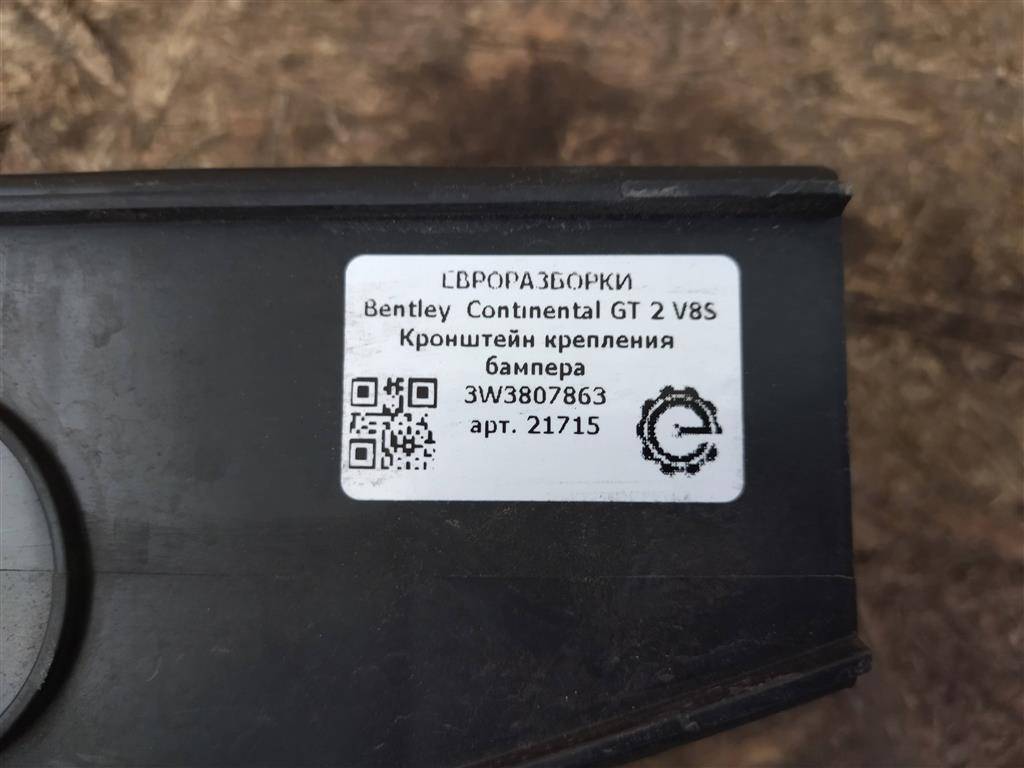 ЕВРОРАЗБОРКИ
Bentley Continental GT 2 V8S
Кронштейн крепления
бампера
3W3807863
арт. 21715